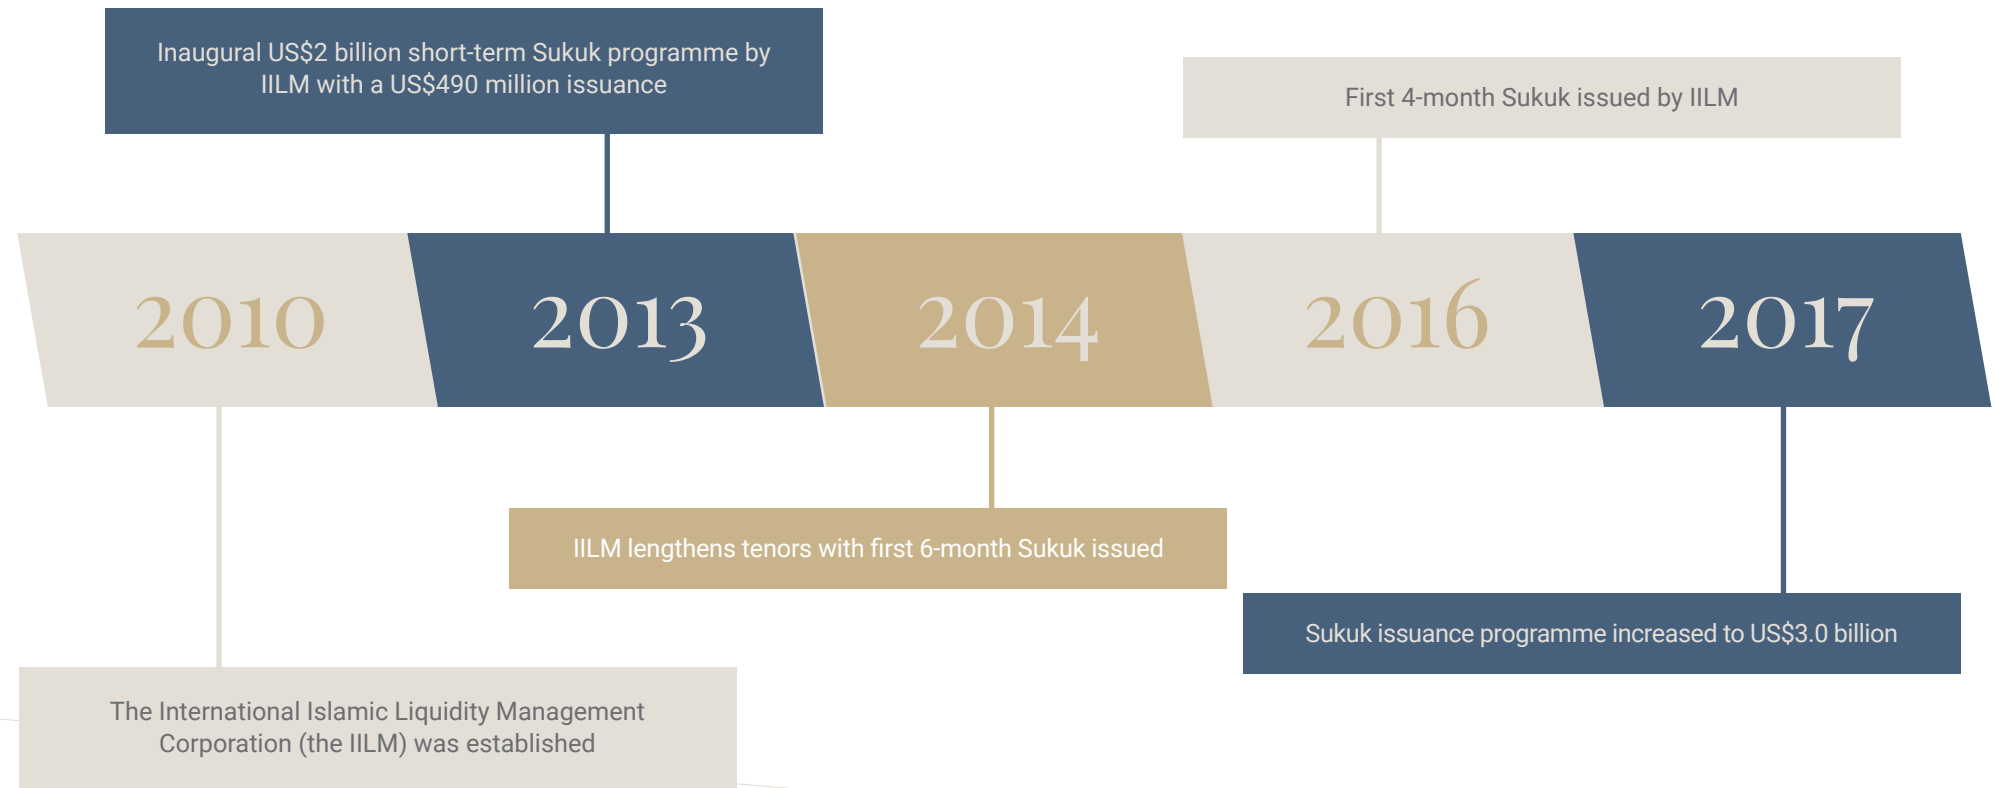 Inaugural US$2 billion short-term Sukuk programme by
IILM with a US$490 million issuance
First 4-month Sukuk issued by IILM
2010
2013
2014
2016
2017
IILM lengthens tenors with first 6-month Sukuk issued
Sukuk issuance programme increased to US$3.0 billion
The International Islamic Liquidity Management
Corporation (the IILM) was established